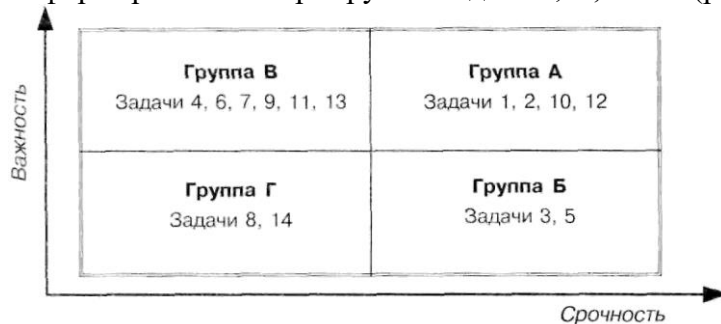 Важность
Группа В
Задачи 4, 6, 7, 9, 11, 13
Группа А
Задачи 1, 2, 10, 12
Группа Г
Задачи 8, 14
Группа Б
Задачи 3, 5
Срочность